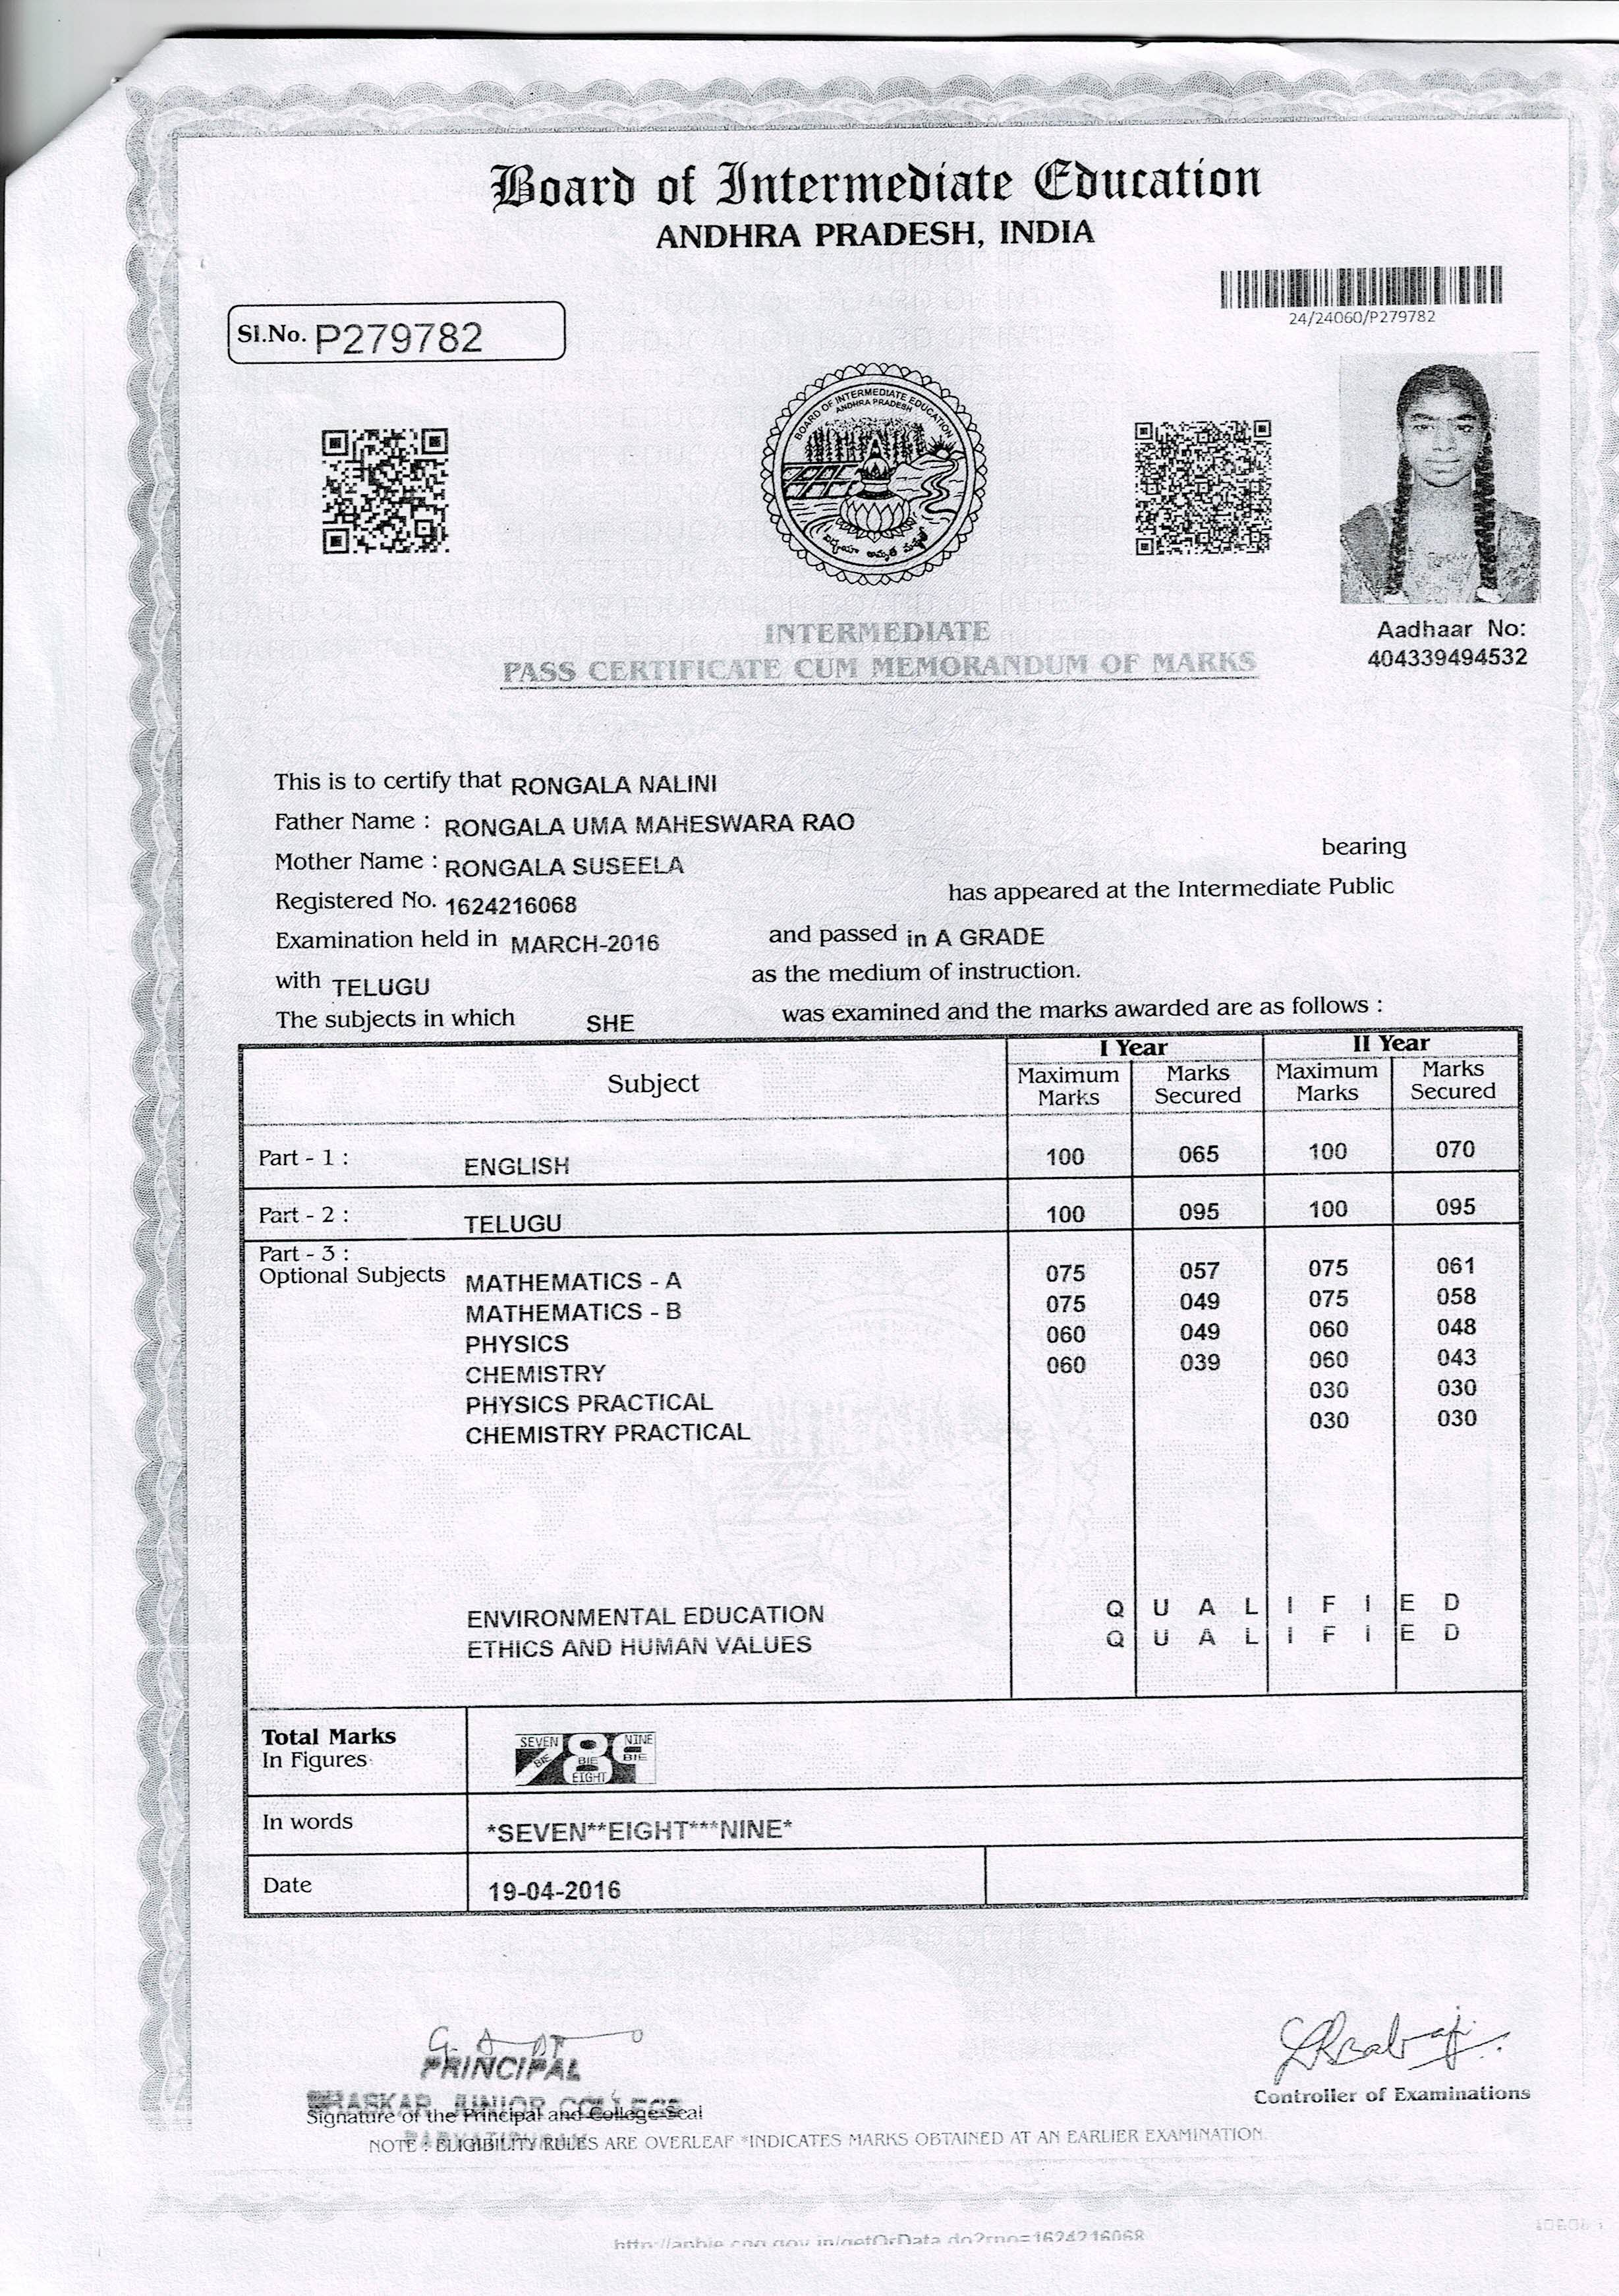 Board of Intermediate Education
ANDHRA PRADESH, INDIA
24/24060/P279782
Sl.No. P279782
BOARD OF INTERMEDIATE EDUCATION
ANDHRA PRADESH
Aadhaar No:
404339494532
INTERMEDIATE
PASS CERTIFICATE CUM MEMORANDUM OF MARKS
This is to certify that RONGALA NALINI
Father Name : RONGALA UMA MAHESWARA RAO
bearing
Mother Name : RONGALA SUSEELA
Registered No. 1624216068 has appeared at the Intermediate Public
Examination held in MARCH-2016 and passed in A GRADE
with TELUGU as the medium of instruction.
The subjects in which SHE was examined and the marks awarded are as follows :
Subject I Year II Year
Maximum Marks Marks Secured Maximum Marks Marks Secured
Part - 1 : ENGLISH 100 065 100 070
Part - 2 : TELUGU 100 095 100 095
Part - 3 :
Optional Subjects MATHEMATICS - A 075 057 075 061
MATHEMATICS - B 075 049 075 058
PHYSICS 060 049 060 048
CHEMISTRY 060 039 060 043
PHYSICS PRACTICAL 030 030
CHEMISTRY PRACTICAL 030 030
ENVIRONMENTAL EDUCATION Q U A L I F I E D
ETHICS AND HUMAN VALUES Q U A L I F I E D
Total Marks
In Figures
SEVEN NINE
789
BIE BIE BIE
EIGHT
In words *SEVEN**EIGHT***NINE*
Date 19-04-2016
PRINCIPAL
BHASKAR JUNIOR COLLEGE
Signature of the Principal and College Seal
Controller of Examinations
NOTE : ELIGIBILITY RULES ARE OVERLEAF *INDICATES MARKS OBTAINED AT AN EARLIER EXAMINATION.
http://apbie.cgg.gov.in/getQrData.do?rno=1624216068